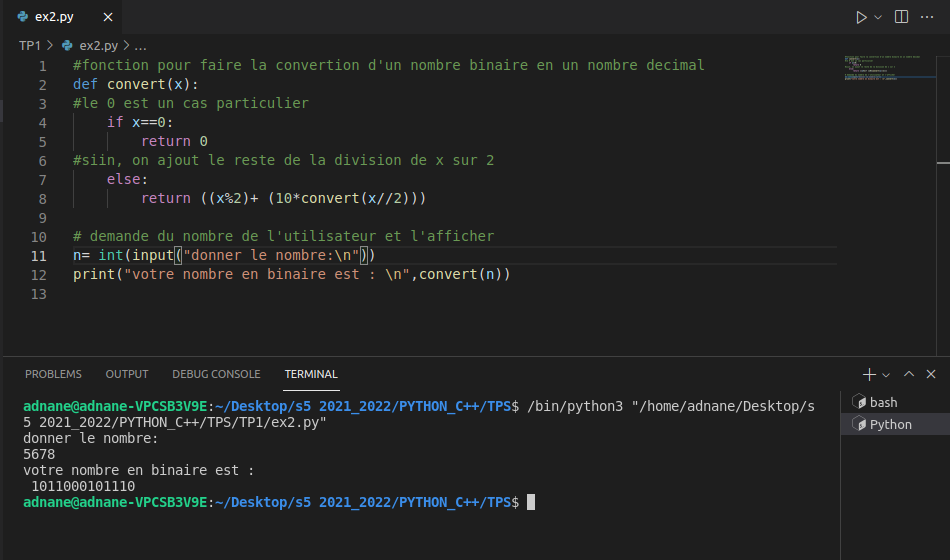 ex2.py
TP1 > ex2.py > ...
1 #fonction pour faire la convertion d'un nombre binaire en un nombre decimal
2 def convert(x):
3 #le 0 est un cas particulier
4     if x==0:
5         return 0
6 #siin, on ajout le reste de la division de x sur 2
7     else:
8         return ((x%2)+ (10*convert(x//2)))
9
10 # demande du nombre de l'utilisateur et l'afficher
11 n= int(input("donner le nombre:\n"))
12 print("votre nombre en binaire est : \n",convert(n))
13
PROBLEMS OUTPUT DEBUG CONSOLE TERMINAL
adnane@adnane-VPCSB3V9E:~/Desktop/s5 2021_2022/PYTHON_C++/TPS$ /bin/python3 "/home/adnane/Desktop/s
5 2021_2022/PYTHON_C++/TPS/TP1/ex2.py"
donner le nombre:
5678
votre nombre en binaire est :
 1011000101110
adnane@adnane-VPCSB3V9E:~/Desktop/s5 2021_2022/PYTHON_C++/TPS$
bash
Python